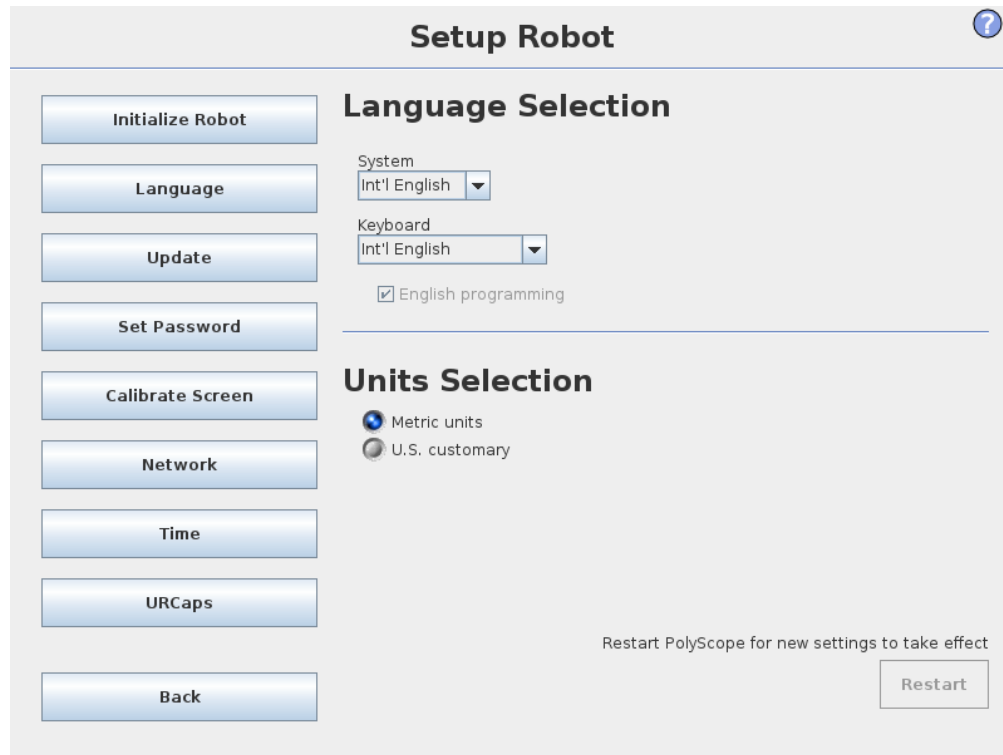 Setup Robot
?
Initialize Robot
Language
Update
Set Password
Calibrate Screen
Network
Time
URCaps
Back
Language Selection
System
Int'l English
Keyboard
Int'l English
English programming
Units Selection
Metric units
U.S. customary
Restart PolyScope for new settings to take effect
Restart